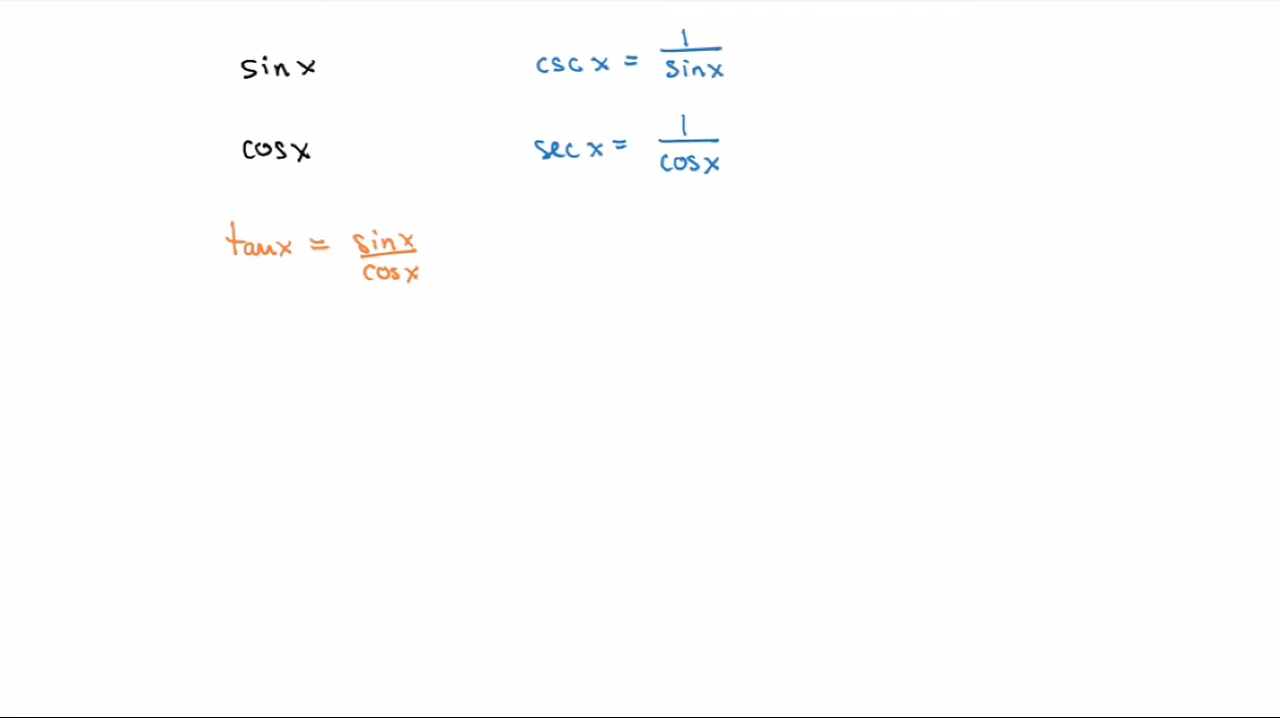 sin x csc x = 1/sin x
cos x sec x = 1/cos x
tan x = sin x/cos x